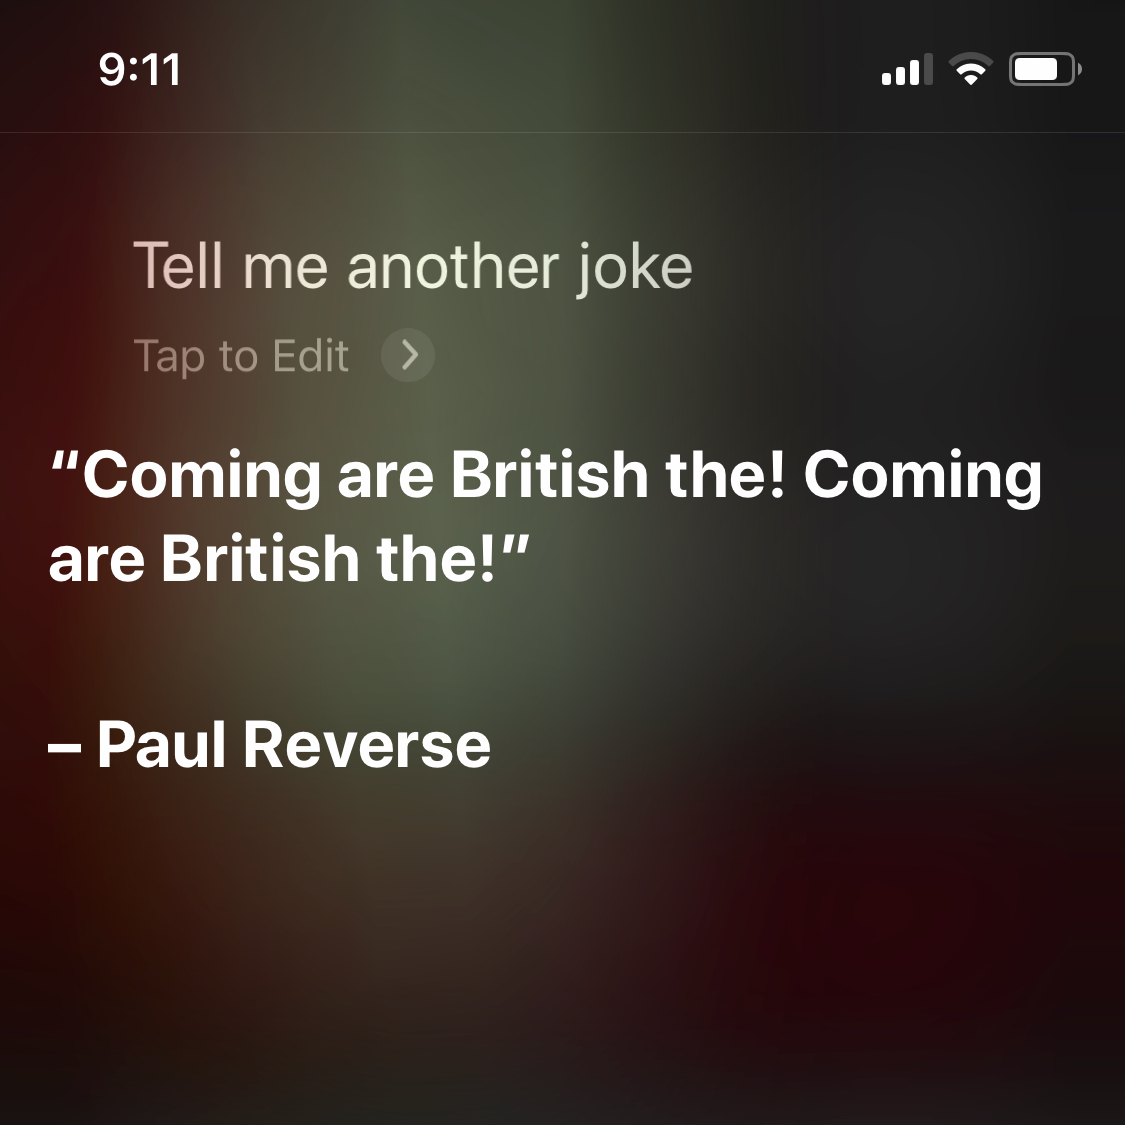 9:11
Tell me another joke
Tap to Edit
“Coming are British the! Coming
are British the!”
– Paul Reverse